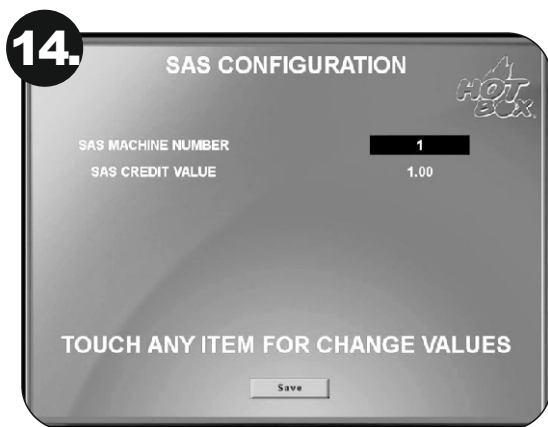 14.
SAS CONFIGURATION
HOT
BOX
SAS MACHINE NUMBER 1
SAS CREDIT VALUE 1.00
TOUCH ANY ITEM FOR CHANGE VALUES
Save